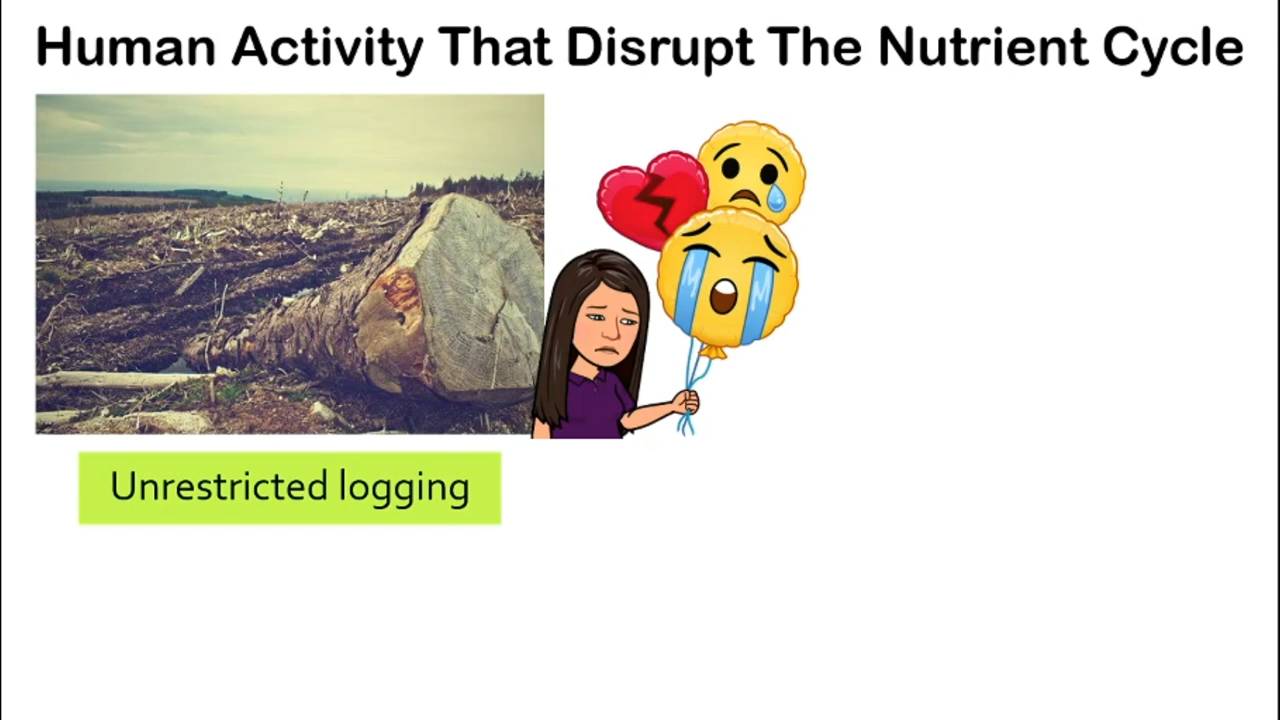 Human Activity That Disrupt The Nutrient Cycle
Unrestricted logging